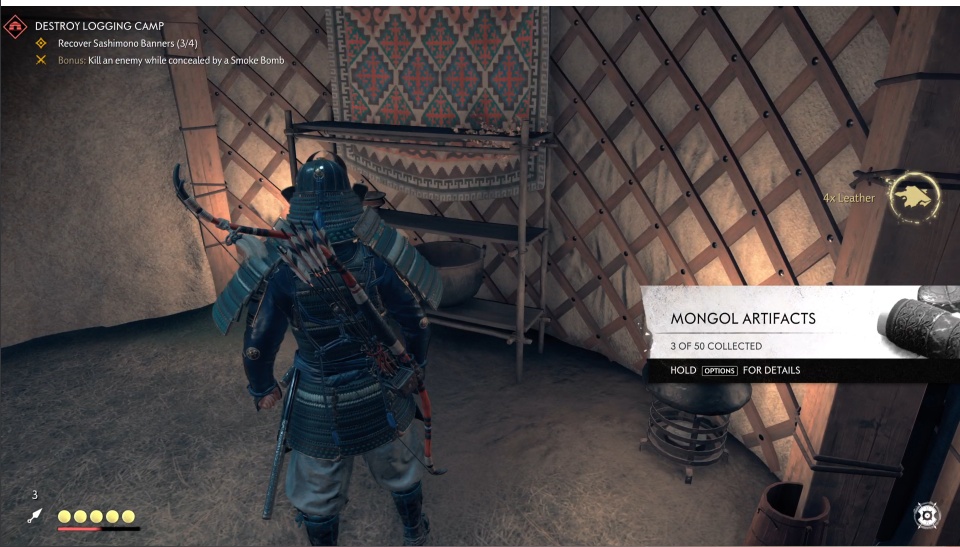 DESTROY LOGGING CAMP
Recover Sashimono Banners (3/4)
Bonus: Kill an enemy while concealed by a Smoke Bomb
4x Leather
MONGOL ARTIFACTS
3 OF 50 COLLECTED
HOLD OPTIONS FOR DETAILS
3